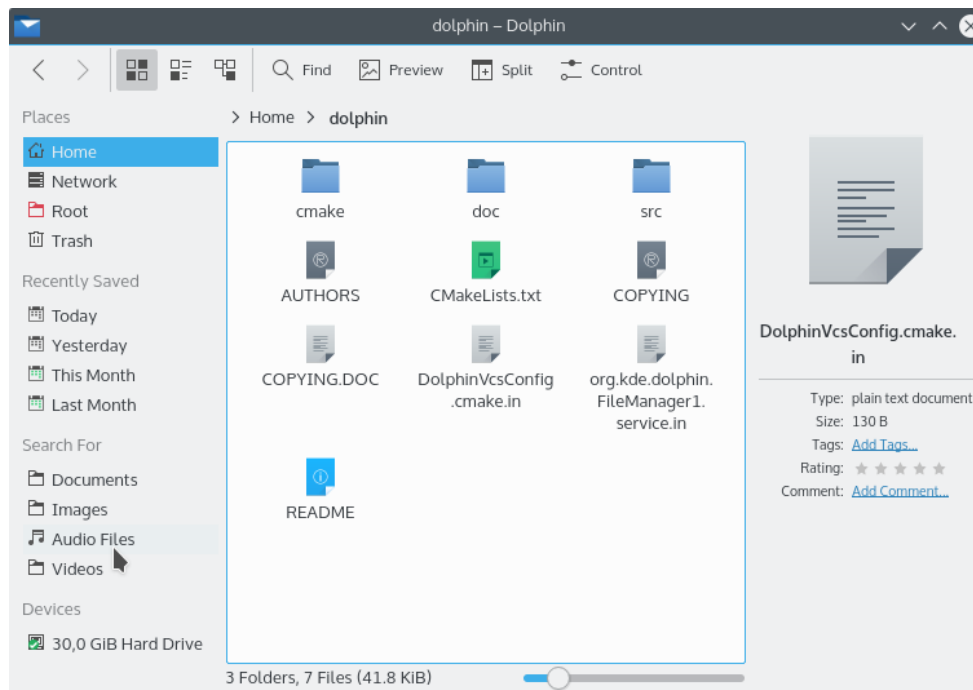 dolphin – Dolphin
Find Preview Split Control
Places
Home
Network
Root
Trash
Recently Saved
Today
Yesterday
This Month
Last Month
Search For
Documents
Images
Audio Files
Videos
Devices
30,0 GiB Hard Drive
> Home > dolphin
cmake doc src
AUTHORS CMakeLists.txt COPYING
COPYING.DOC DolphinVcsConfig org.kde.dolphin.
.cmake.in FileManager1.
service.in
README
3 Folders, 7 Files (41.8 KiB)
DolphinVcsConfig.cmake.
in
Type: plain text document
Size: 130 B
Tags: Add Tags...
Rating:
Comment: Add Comment...